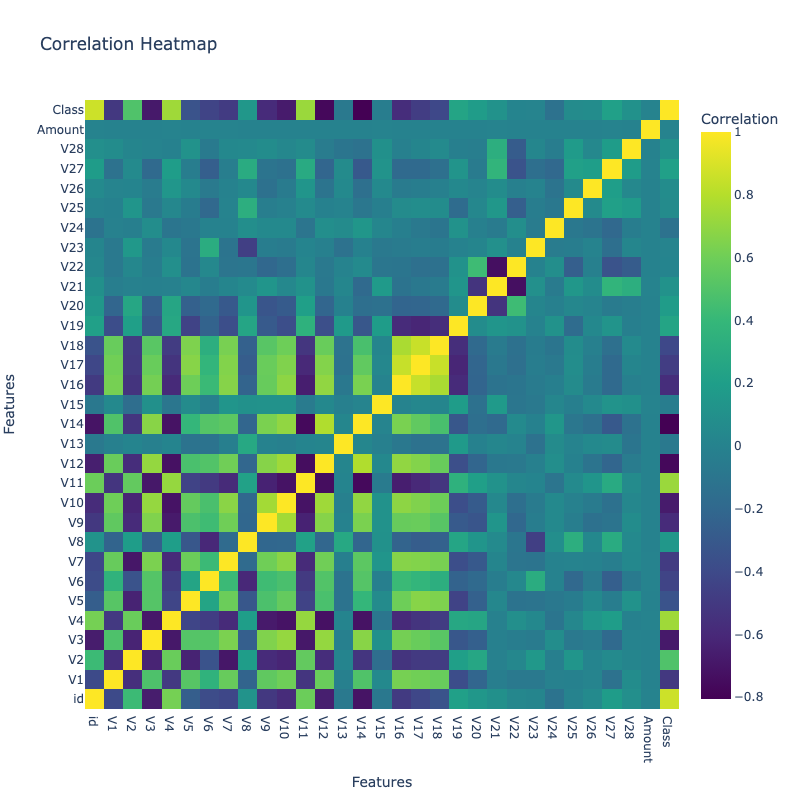 Correlation Heatmap
Correlation
Class
Amount
V28
V27
V26
V25
V24
V23
V22
V21
V20
V19
V18
V17
V16
V15
V14
V13
V12
V11
V10
V9
V8
V7
V6
V5
V4
V3
V2
V1
id
Features
1
0.8
0.6
0.4
0.2
0
−0.2
−0.4
−0.6
−0.8
id
V1
V2
V3
V4
V5
V6
V7
V8
V9
V10
V11
V12
V13
V14
V15
V16
V17
V18
V19
V20
V21
V22
V23
V24
V25
V26
V27
V28
Amount
Class
Features